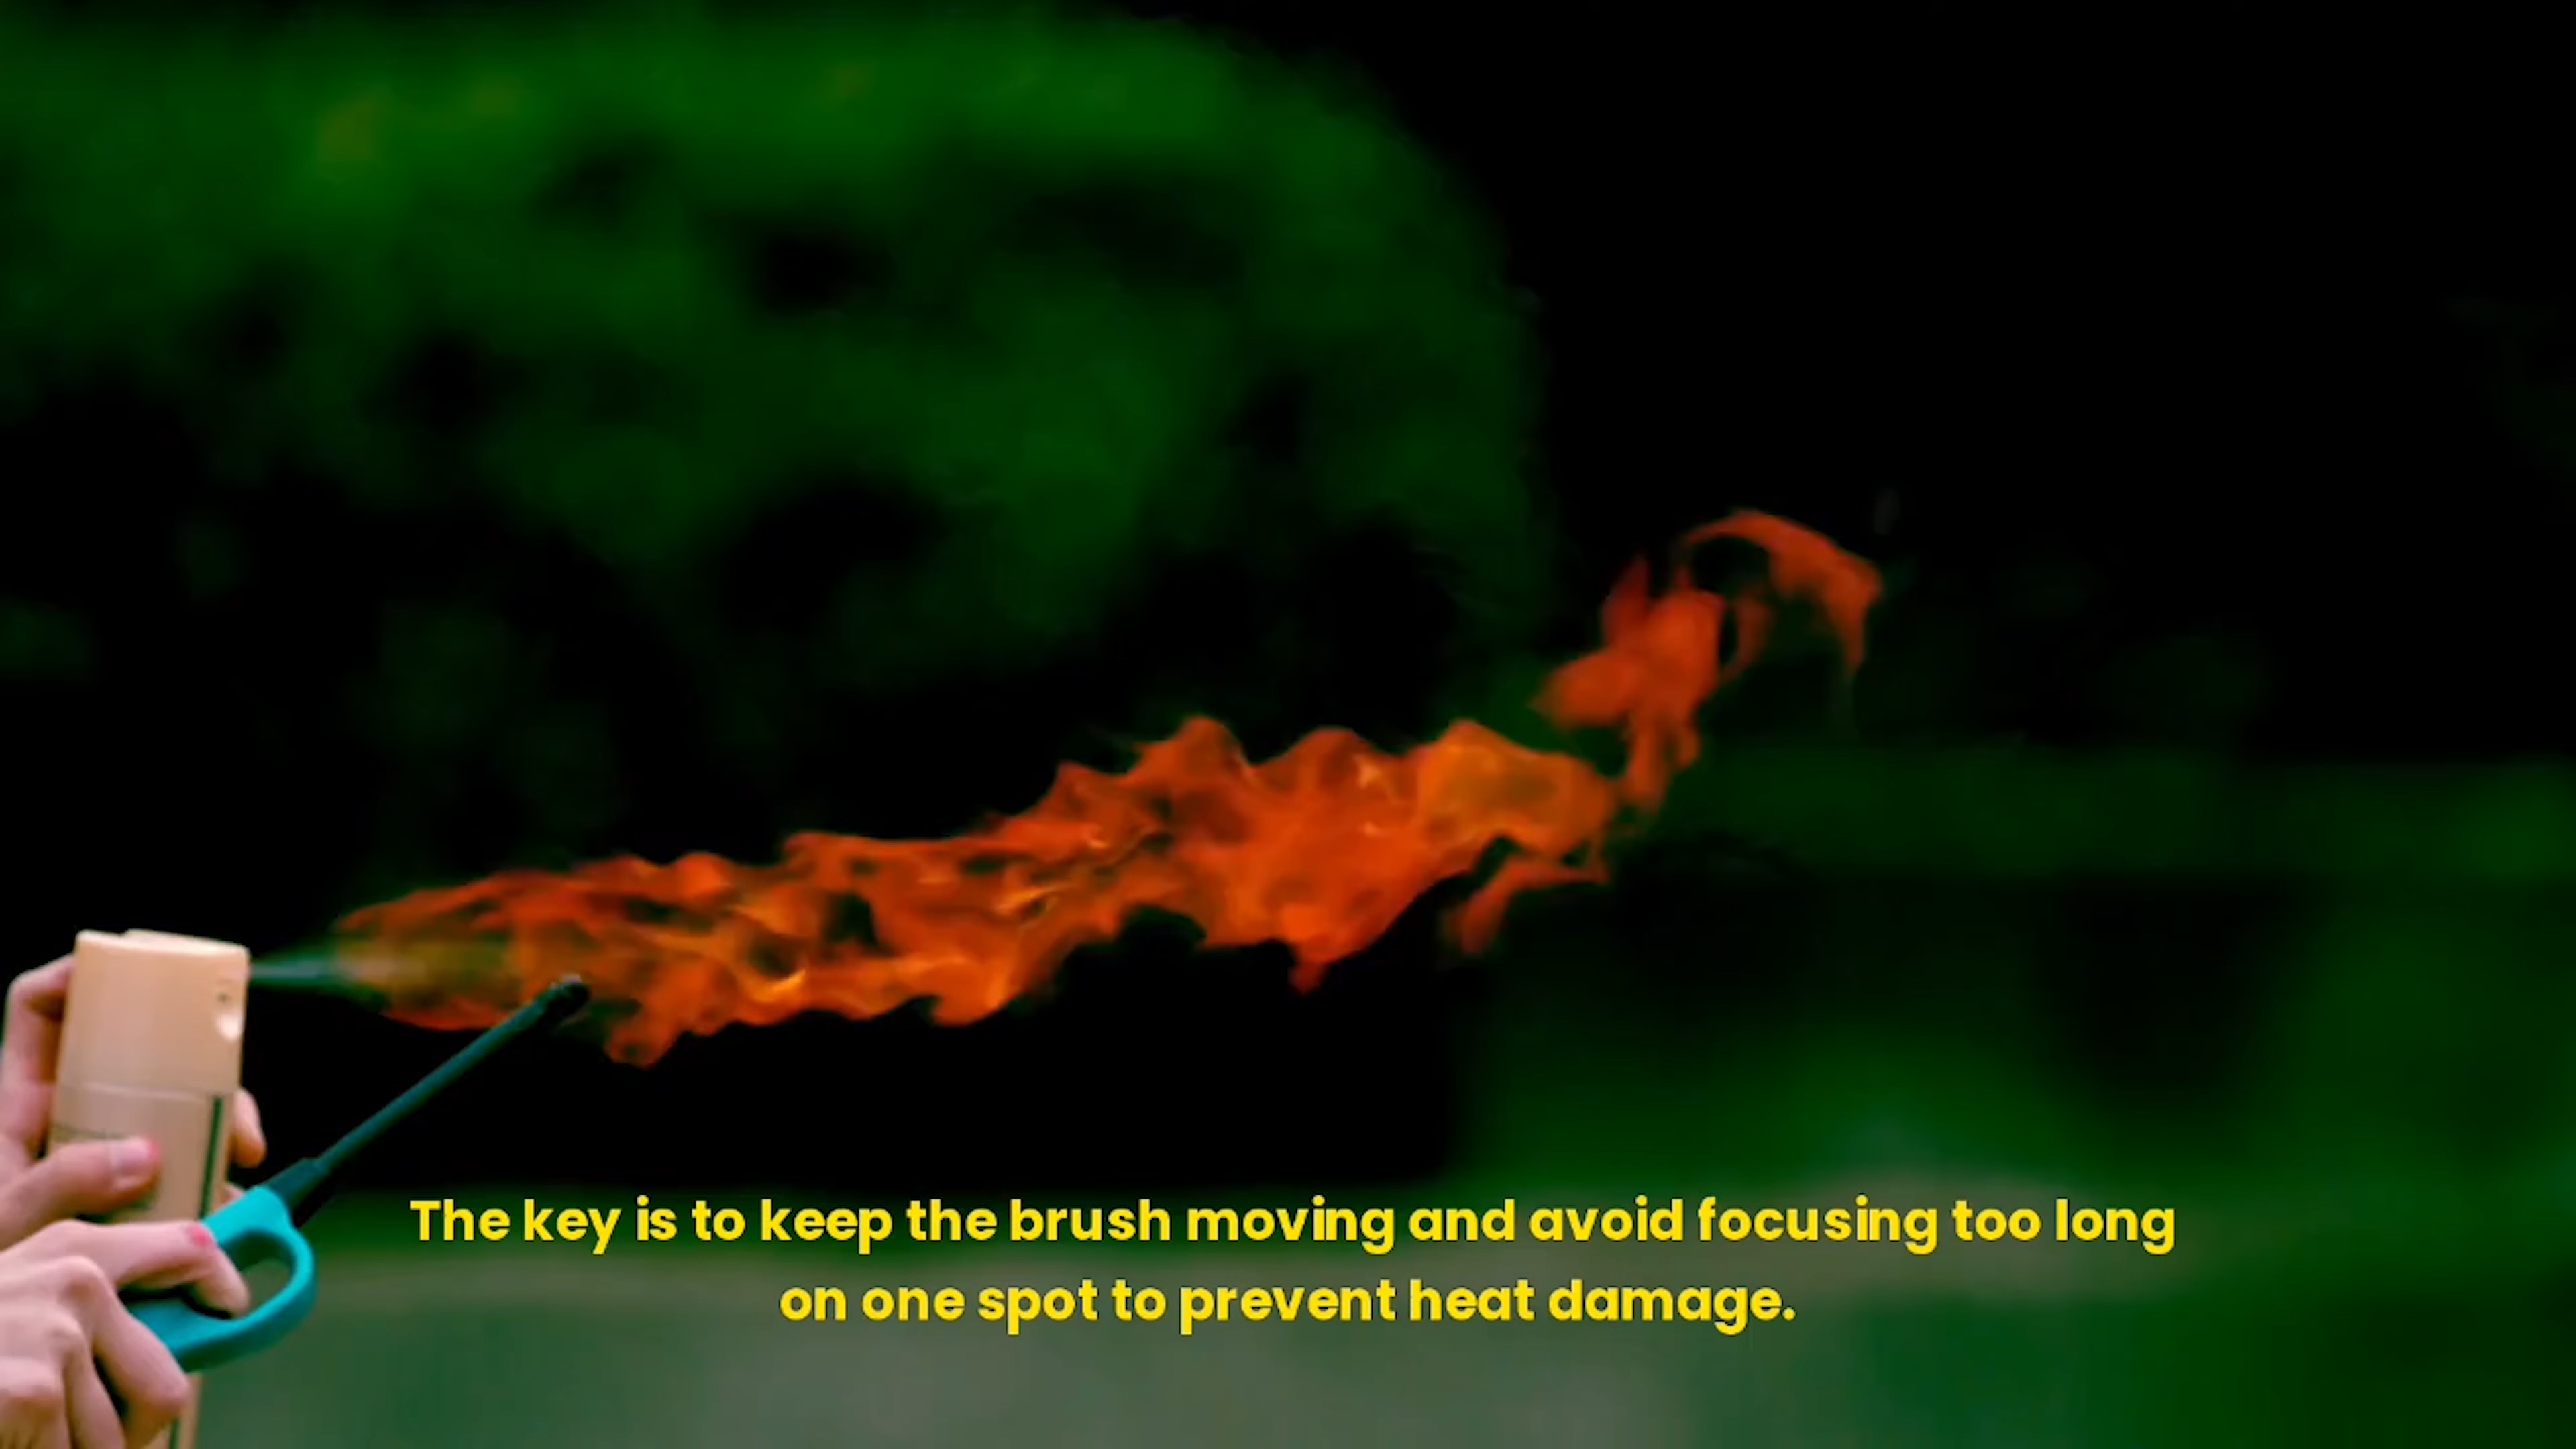 The key is to keep the brush moving and avoid focusing too long
on one spot to prevent heat damage.